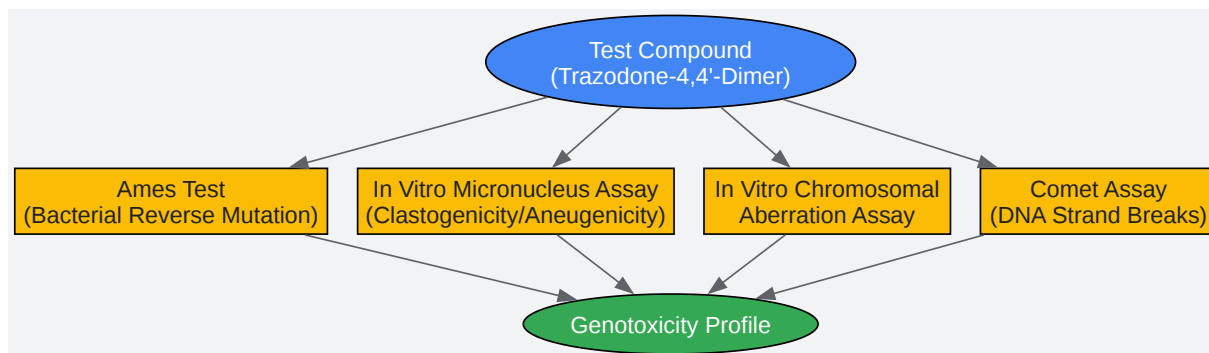 Test Compound
(Trazodone-4,4'-Dimer)
Ames Test
(Bacterial Reverse Mutation)
In Vitro Micronucleus Assay
(Clastogenicity/Aneugenicity)
In Vitro Chromosomal
Aberration Assay
Comet Assay
(DNA Strand Breaks)
Genotoxicity Profile